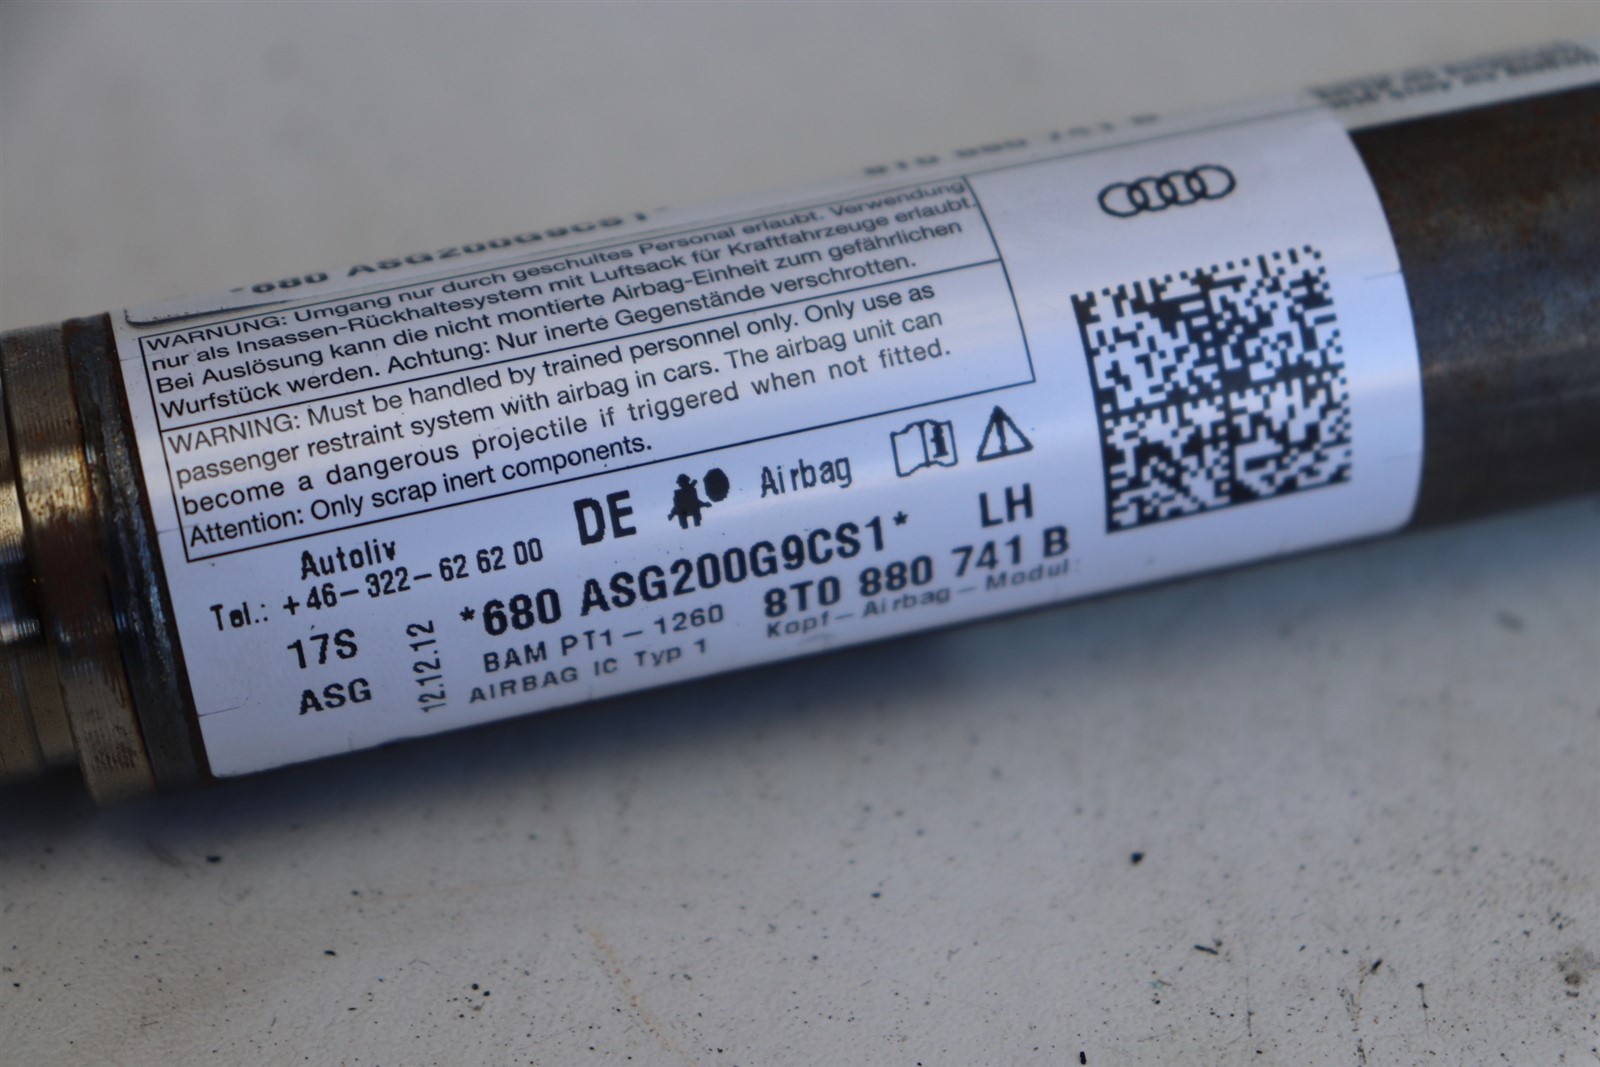 8T0 880 741 B
*680 ASG200G9CS1*
WARNUNG: Umgang nur durch geschultes Personal erlaubt. Verwendung
nur als Insassen-Rückhaltesystem mit Luftsack für Kraftfahrzeuge erlaubt.
Bei Auslösung kann die nicht montierte Airbag-Einheit zum gefährlichen
Wurfstück werden. Achtung: Nur inerte Gegenstände verschrotten.
WARNING: Must be handled by trained personnel only. Only use as
passenger restraint system with airbag in cars. The airbag unit can
become a dangerous projectile if triggered when not fitted.
Attention: Only scrap inert components.
Autoliv
Tel.: +46-322-62 62 00
DE
Airbag
17S
ASG
12.12.12
*680 ASG200G9CS1*
LH
BAM PT1-1260
8T0 880 741 B
AIRBAG IC Typ 1
Kopf-Airbag-Modul